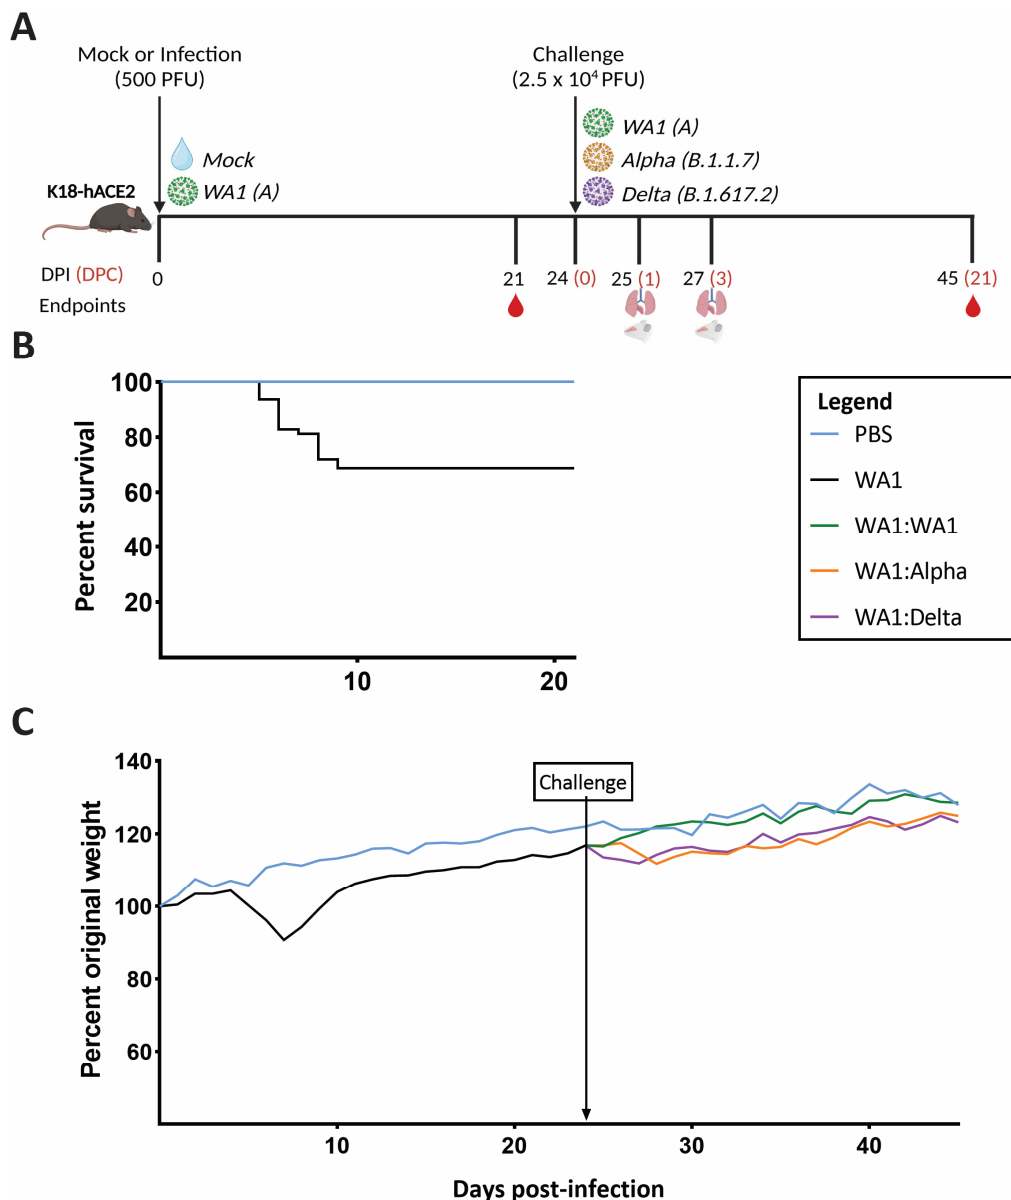 A
Mock or Infection
(500 PFU)
Challenge
(2.5 x 10⁴ PFU)
Mock
WA1 (A)
WA1 (A)
Alpha (B.1.1.7)
Delta (B.1.617.2)
K18-hACE2
DPI (DPC)
0
21
24 (0)
25 (1)
27 (3)
45 (21)
Endpoints
B
Percent survival
100
80
60
40
20
10
20
Legend
PBS
WA1
WA1:WA1
WA1:Alpha
WA1:Delta
C
Percent original weight
140
120
100
80
60
Challenge
10
20
30
40
Days post-infection